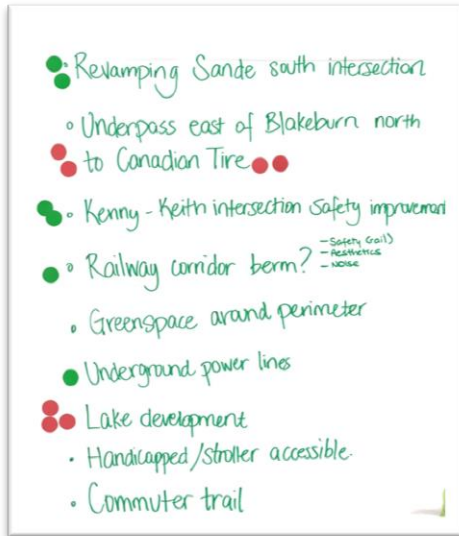 Revamping Sande south intersection
Underpass east of Blakeburn north
to Canadian Tire
Kenny-Keith intersection safety improvement
- Safety (rail)
Railway corridor berm? - Aesthetics
- NOISE
Greenspace around perimeter
Underground power lines
Lake development
Handicapped/Stroller accessible.
Commuter trail